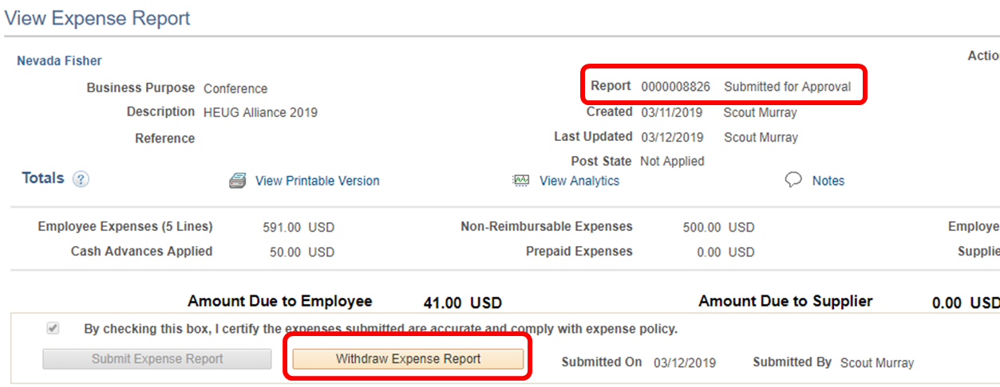 View Expense Report
Nevada Fisher Actio
Business Purpose Conference Report 0000008826 Submitted for Approval
Description HEUG Alliance 2019 Created 03/11/2019 Scout Murray
Reference Last Updated 03/12/2019 Scout Murray
Post State Not Applied
Totals ? View Printable Version View Analytics Notes
Employee Expenses (5 Lines) 591.00 USD Non-Reimbursable Expenses 500.00 USD Employe
Cash Advances Applied 50.00 USD Prepaid Expenses 0.00 USD Supplie
Amount Due to Employee 41.00 USD Amount Due to Supplier 0.00 USD
By checking this box, I certify the expenses submitted are accurate and comply with expense policy.
Submit Expense Report Withdraw Expense Report Submitted On 03/12/2019 Submitted By Scout Murray